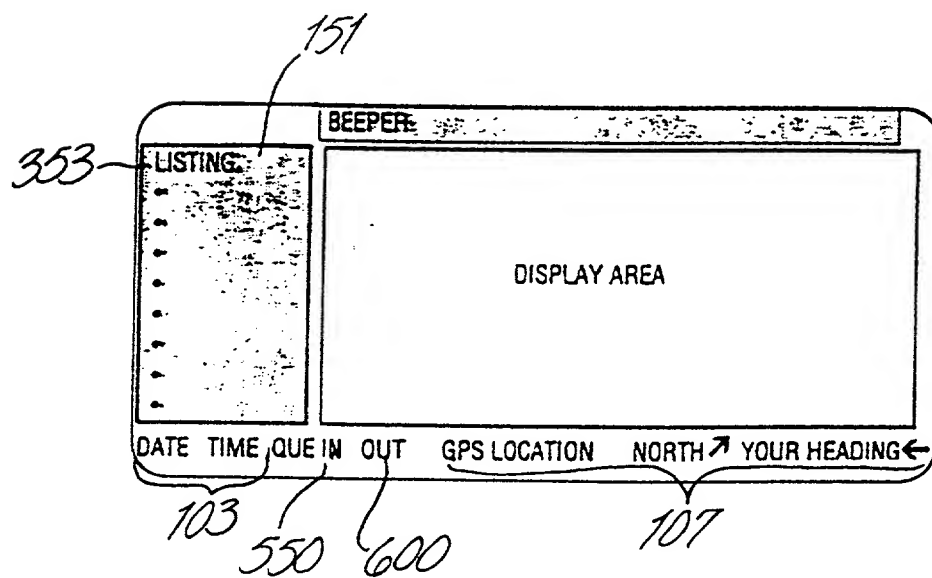 151
BEEPER:
353
LISTING:
DISPLAY AREA
DATE TIME QUE IN OUT GPS LOCATION NORTH↗ YOUR HEADING←
103
550
600
107